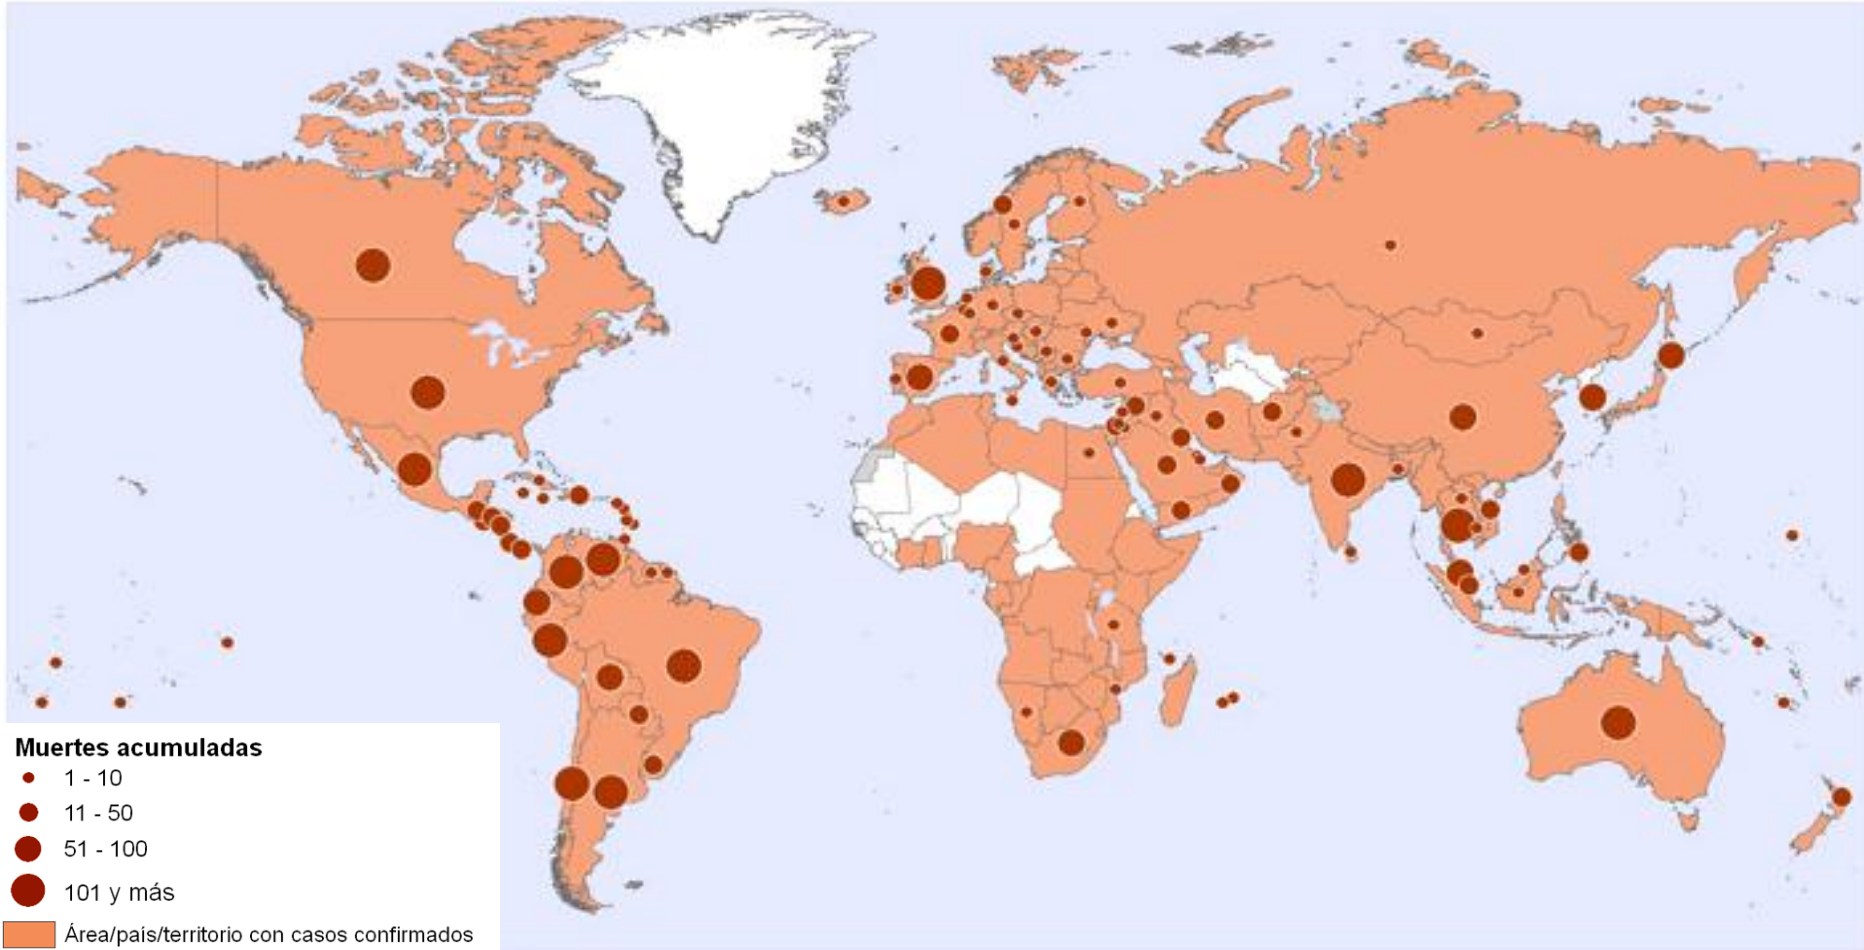 Muertes acumuladas
1 - 10
11 - 50
51 - 100
101 y más
Área/país/territorio con casos confirmados